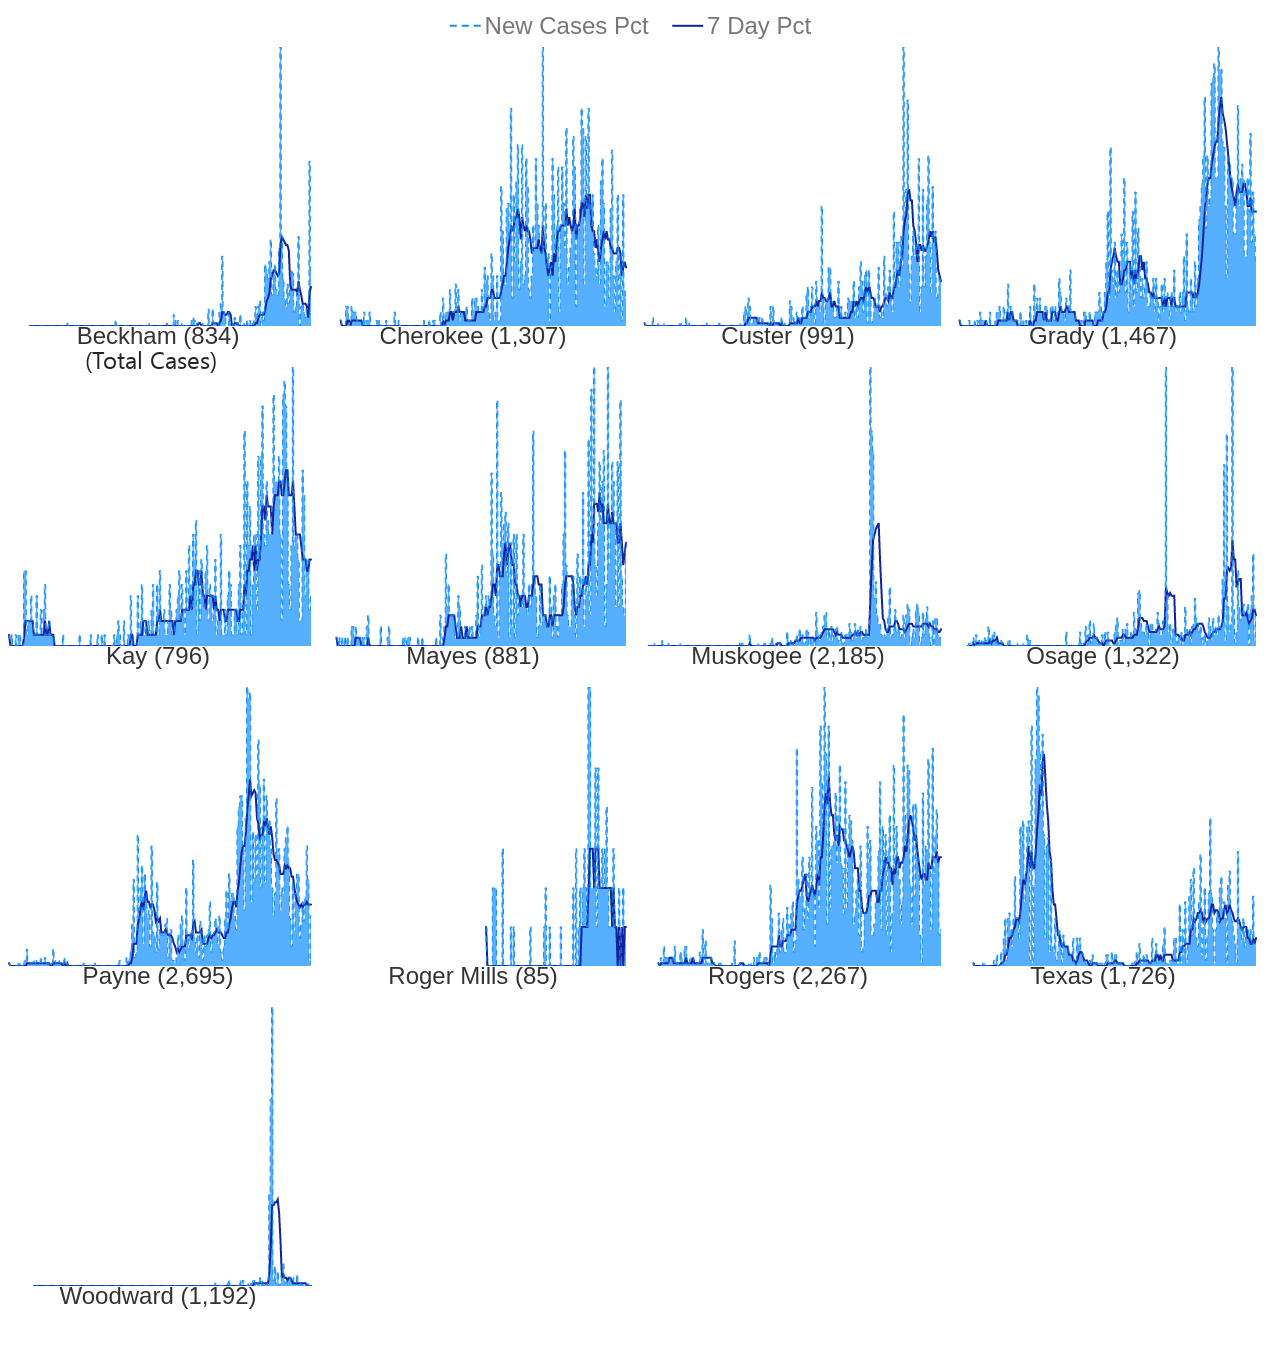 New Cases Pct 7 Day Pct
Beckham (834) Cherokee (1,307) Custer (991) Grady (1,467)
(Total Cases)
Kay (796) Mayes (881) Muskogee (2,185) Osage (1,322)
Payne (2,695) Roger Mills (85) Rogers (2,267) Texas (1,726)
Woodward (1,192)